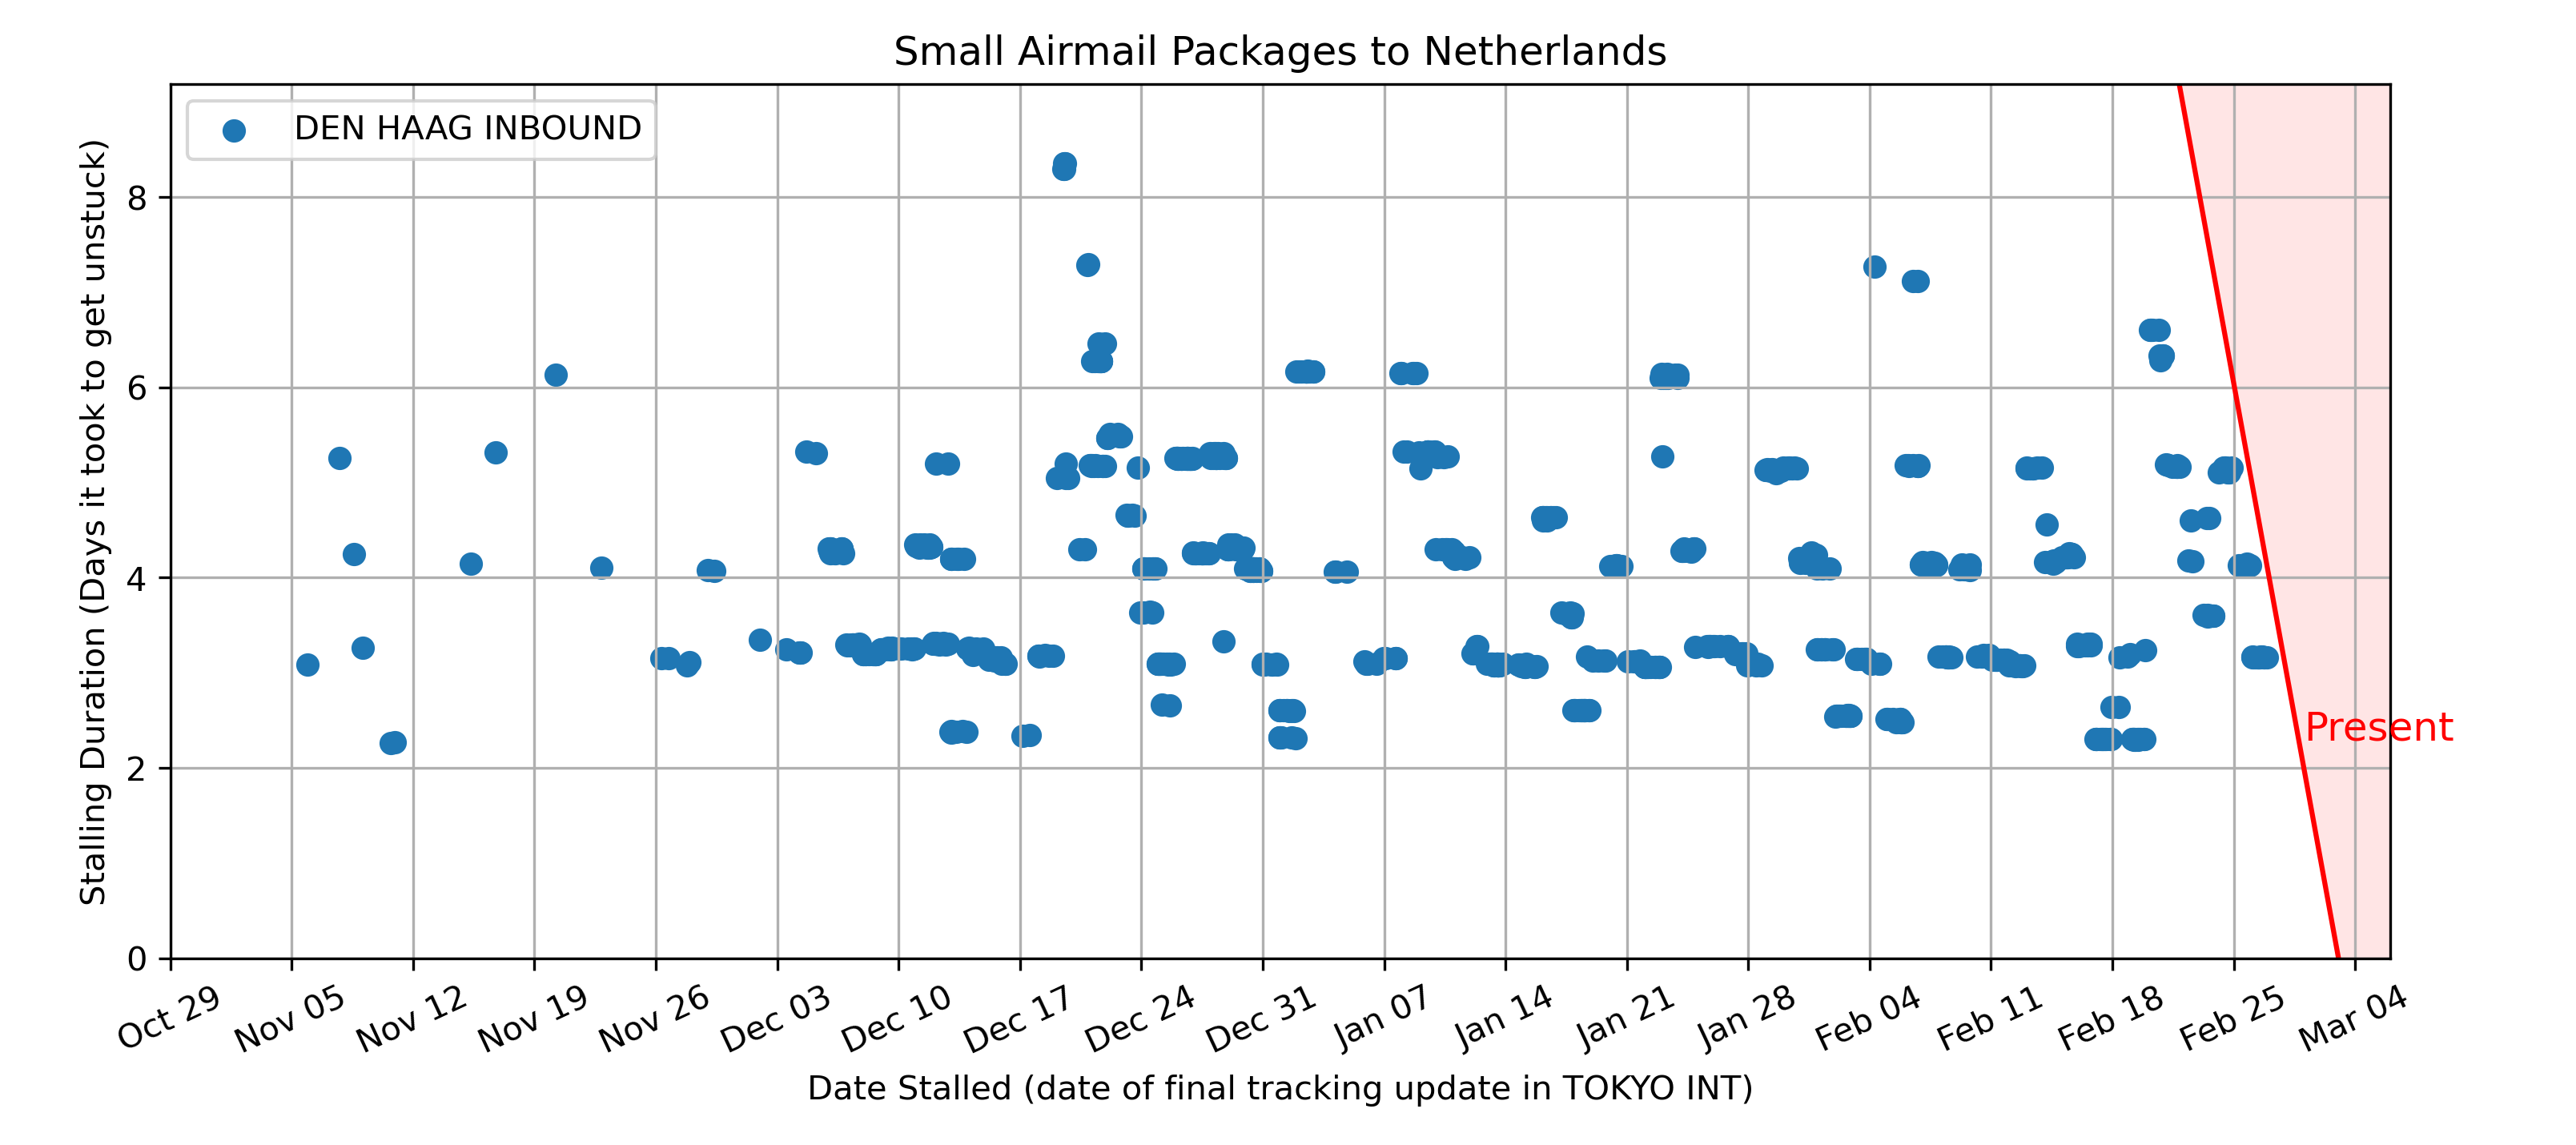 Small Airmail Packages to Netherlands
DEN HAAG INBOUND
Stalling Duration (Days it took to get unstuck)
8
6
4
2
0
Present
Oct 29
Nov 05
Nov 12
Nov 19
Nov 26
Dec 03
Dec 10
Dec 17
Dec 24
Dec 31
Jan 07
Jan 14
Jan 21
Jan 28
Feb 04
Feb 11
Feb 18
Feb 25
Mar 04
Date Stalled (date of final tracking update in TOKYO INT)